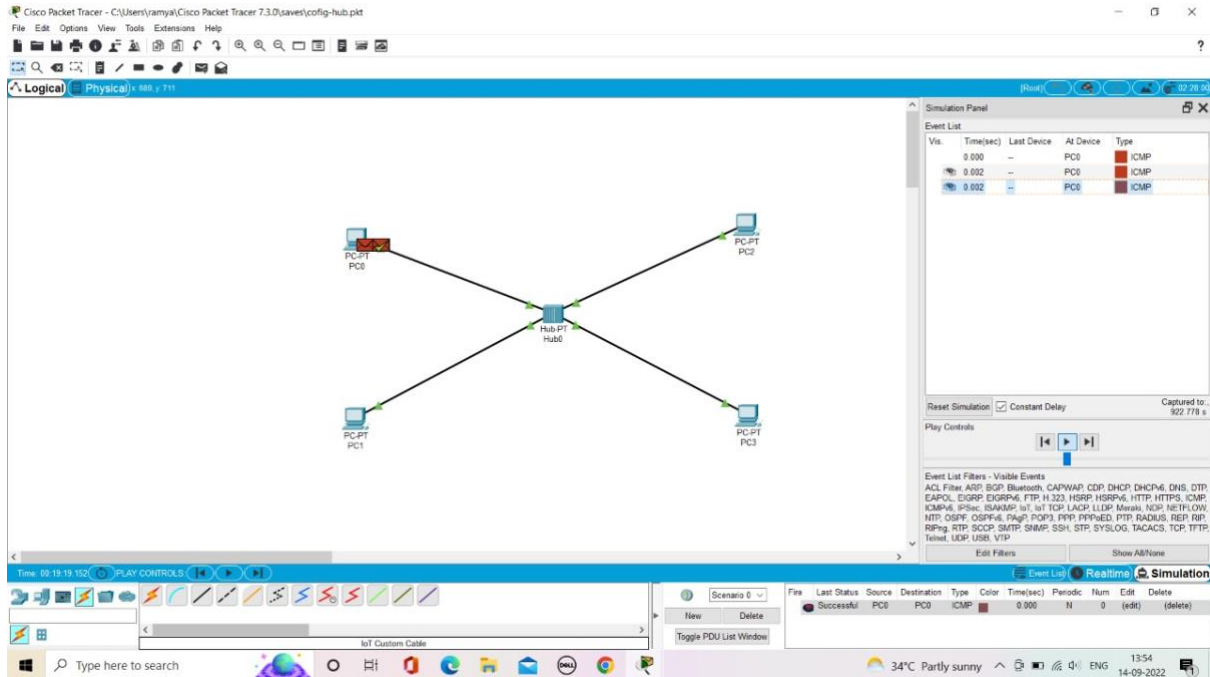 Cisco Packet Tracer - C:\Users\ramya\Cisco Packet Tracer 7.3.0\saves\cofig-hub.pkt
File Edit Options View Tools Extensions Help
?
Logical Physical x: 889, y: 711 [Root] 02:28:00
Simulation Panel
Event List
Vis. Time(sec) Last Device At Device Type
0.000 -- PC0 ICMP
0.002 -- PC0 ICMP
0.002 -- PC0 ICMP
PC-PT
PC0
PC-PT
PC2
Hub-PT
Hub0
PC-PT
PC1
PC-PT
PC3
Reset Simulation Constant Delay Captured to:
922.778 s
Play Controls
Event List Filters - Visible Events
ACL Filter, ARP, BGP, Bluetooth, CAPWAP, CDP, DHCP, DHCPv6, DNS, DTP,
EAPOL, EIGRP, EIGRPv6, FTP, H.323, HSRP, HSRPv6, HTTP, HTTPS, ICMP,
ICMPv6, IPSec, ISAKMP, IoT, IoT TCP, LACP, LLDP, Meraki, NDP, NETFLOW,
NTP, OSPF, OSPFv6, PAgP, POP3, PPP, PPPoED, PTP, RADIUS, REP, RIP,
RIPng, RTP, SCCP, SMTP, SNMP, SSH, STP, SYSLOG, TACACS, TCP, TFTP,
Telnet, UDP, USB, VTP
Edit Filters Show All/None
Time: 00:19:19.152 PLAY CONTROLS: Event List Realtime Simulation
Scenario 0 Fire Last Status Source Destination Type Color Time(sec) Periodic Num Edit Delete
Successful PC0 PC0 ICMP 0.000 N 0 (edit) (delete)
New Delete
Toggle PDU List Window
IoT Custom Cable
Type here to search DELL 34°C Partly sunny ENG 13:54
14-09-2022 1